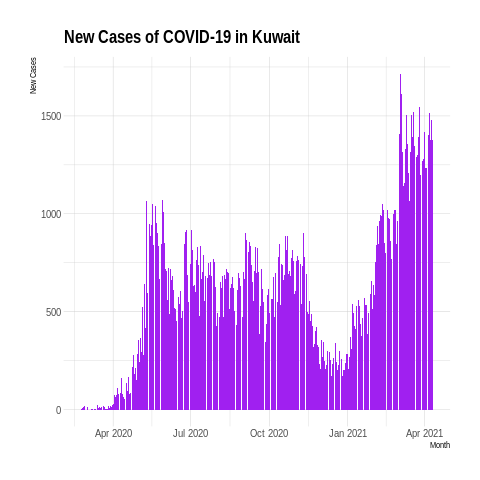 New Cases of COVID-19 in Kuwait
New Cases
1500
1000
500
0
Apr 2020 Jul 2020 Oct 2020 Jan 2021 Apr 2021
Month